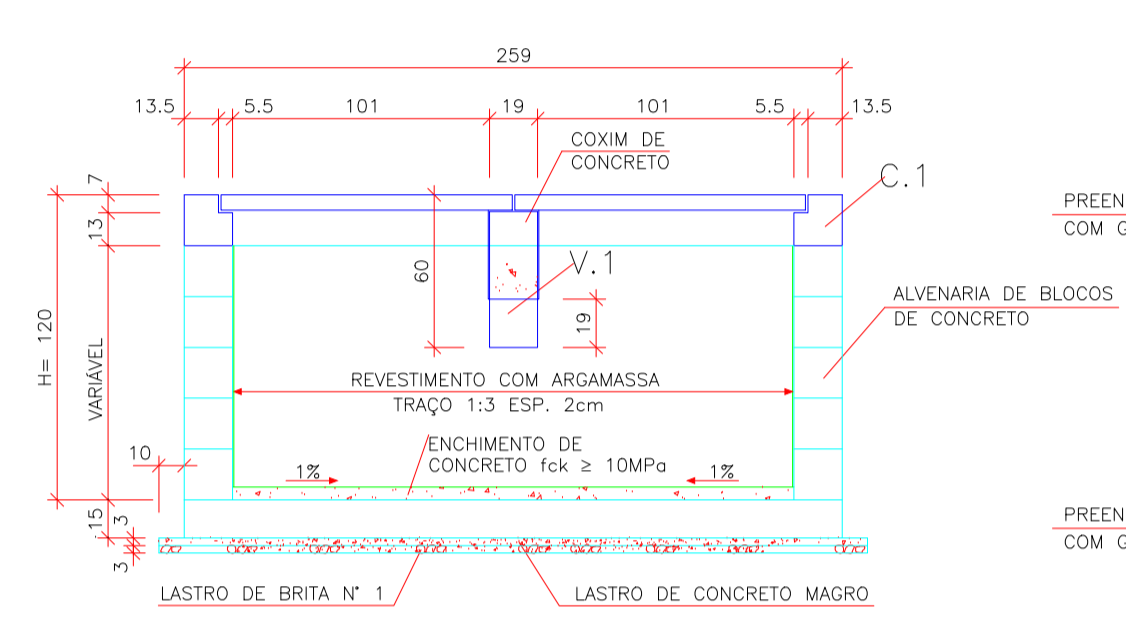 259
13.5 5.5 101 19 101 5.5 13.5
COXIM DE
CONCRETO
C.1
7
13
PREEN
COM G
60
V.1
19
ALVENARIA DE BLOCOS
DE CONCRETO
H= 120
VARIÁVEL
REVESTIMENTO COM ARGAMASSA
TRAÇO 1:3 ESP. 2cm
ENCHIMENTO DE
CONCRETO fck ≥ 10MPa
10
1% 1%
15
3
3
PREEN
COM G
LASTRO DE BRITA N° 1
LASTRO DE CONCRETO MAGRO